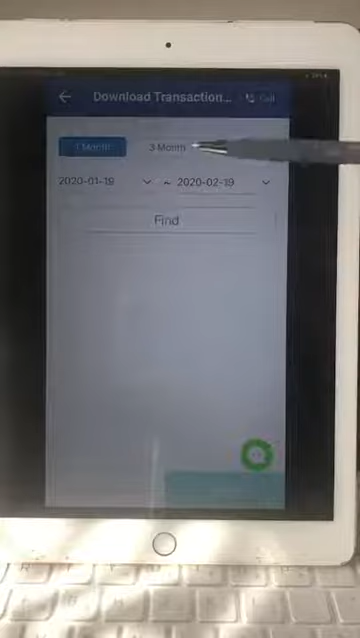 Download Transaction... Call
1 Month 3 Month
2020-01-19 ~ 2020-02-19
Find